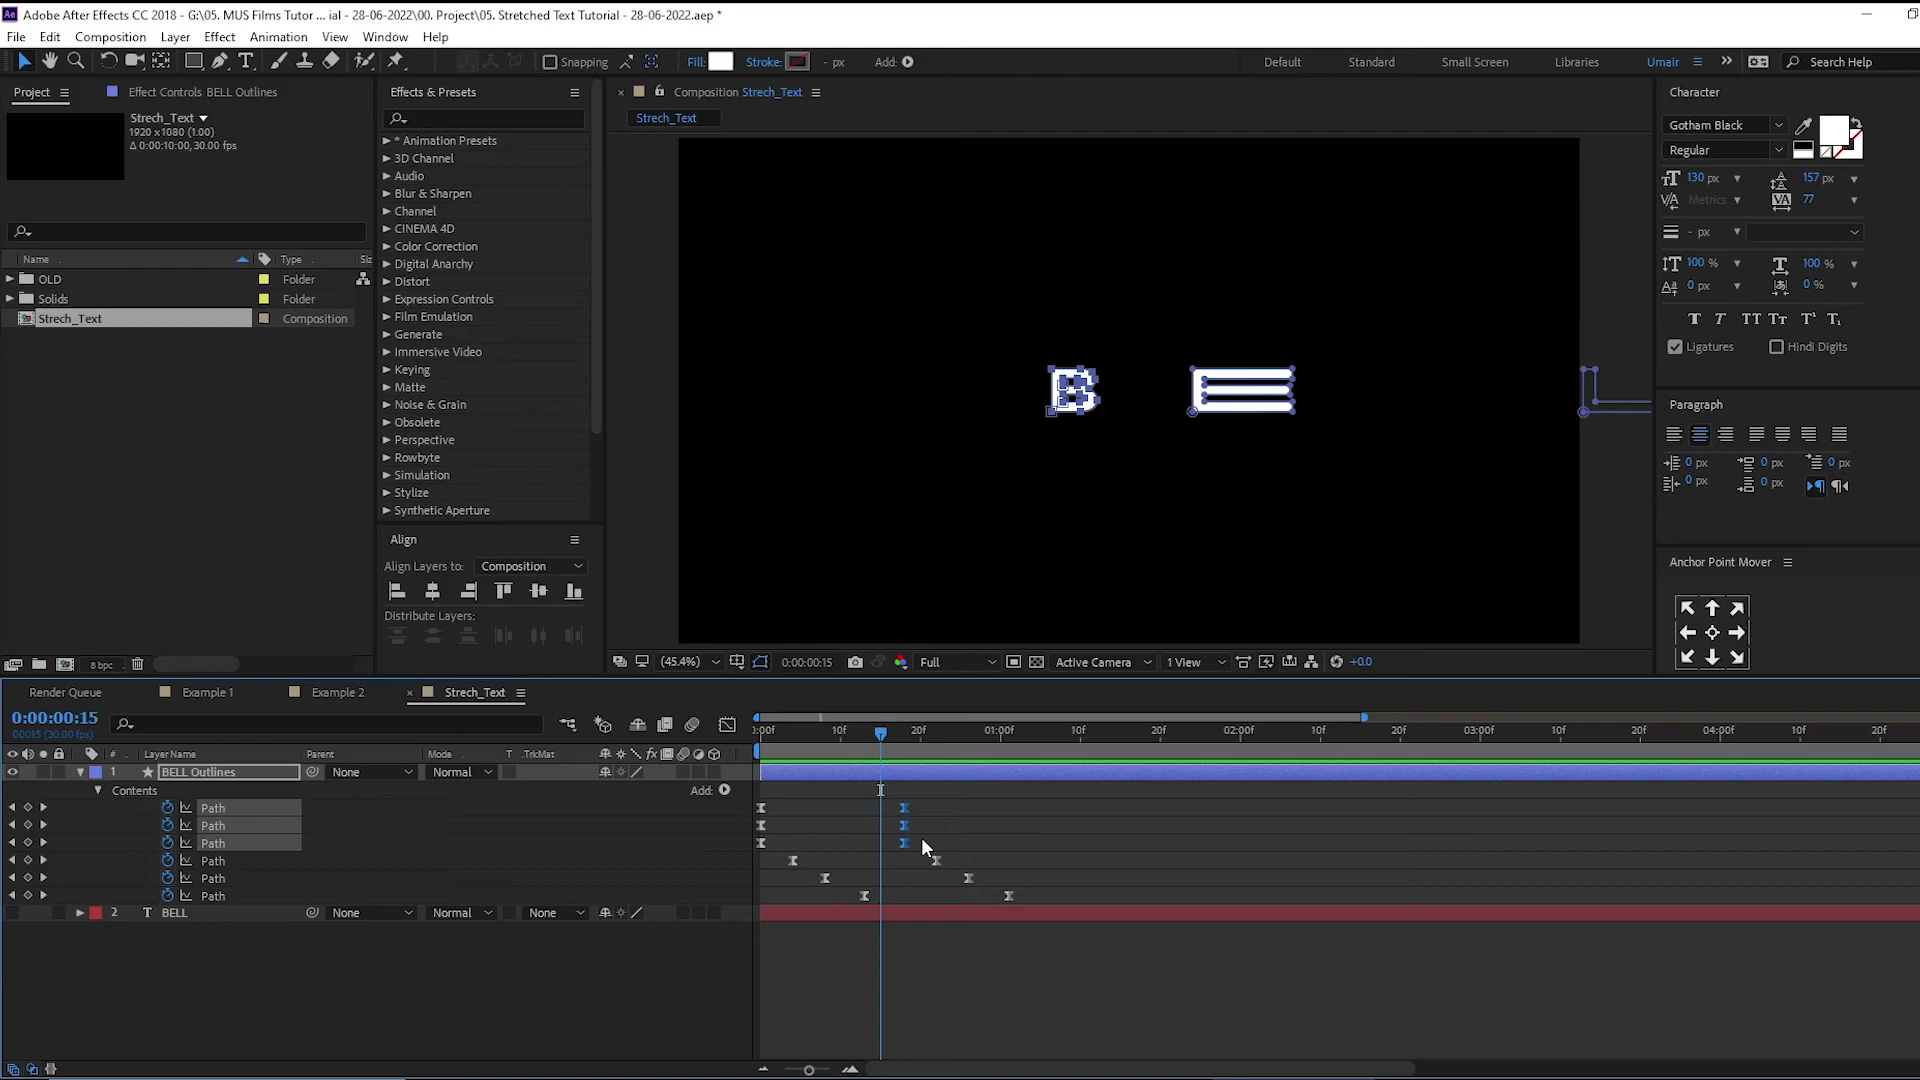 Adobe After Effects CC 2018 - G:\05. MUS Films Tutor ... ial - 28-06-2022\00. Project\05. Stretched Text Tutorial - 28-06-2022.aep *
File Edit Composition Layer Effect Animation View Window Help
Snapping Fill: Stroke: - px Add: Default Standard Small Screen Libraries Umair Search Help
Project Effect Controls BELL Outlines
Strech_Text
1920 x 1080 (1.00)
Δ 0:00:10:00, 30.00 fps
Name Type Siz
OLD Folder
Solids Folder
Strech_Text Composition
8 bpc
Effects & Presets
* Animation Presets
3D Channel
Audio
Blur & Sharpen
Channel
CINEMA 4D
Color Correction
Digital Anarchy
Distort
Expression Controls
Film Emulation
Generate
Immersive Video
Keying
Matte
Noise & Grain
Obsolete
Perspective
Rowbyte
Simulation
Stylize
Synthetic Aperture
Align
Align Layers to: Composition
Distribute Layers:
Composition Strech_Text
Strech_Text
B E
(45.4%) 0:00:00:15 Full Active Camera 1 View +0.0
Character
Gotham Black
Regular
130 px 157 px
Metrics 77
- px
100 % 100 %
0 px 0 %
T T TT Tт T¹ T₁
Ligatures Hindi Digits
Paragraph
0 px 0 px 0 px
0 px 0 px
Anchor Point Mover
Render Queue Example 1 Example 2 Strech_Text
0:00:00:15
00015 (30.00 fps)
:00f 10f 20f 01:00f 10f 20f 02:00f 10f 20f 03:00f 10f 20f 04:00f 10f 20f
# Layer Name Parent Mode T .TrkMat
1 BELL Outlines None Normal
Contents Add:
Path
Path
Path
Path
Path
Path
2 T BELL None Normal None